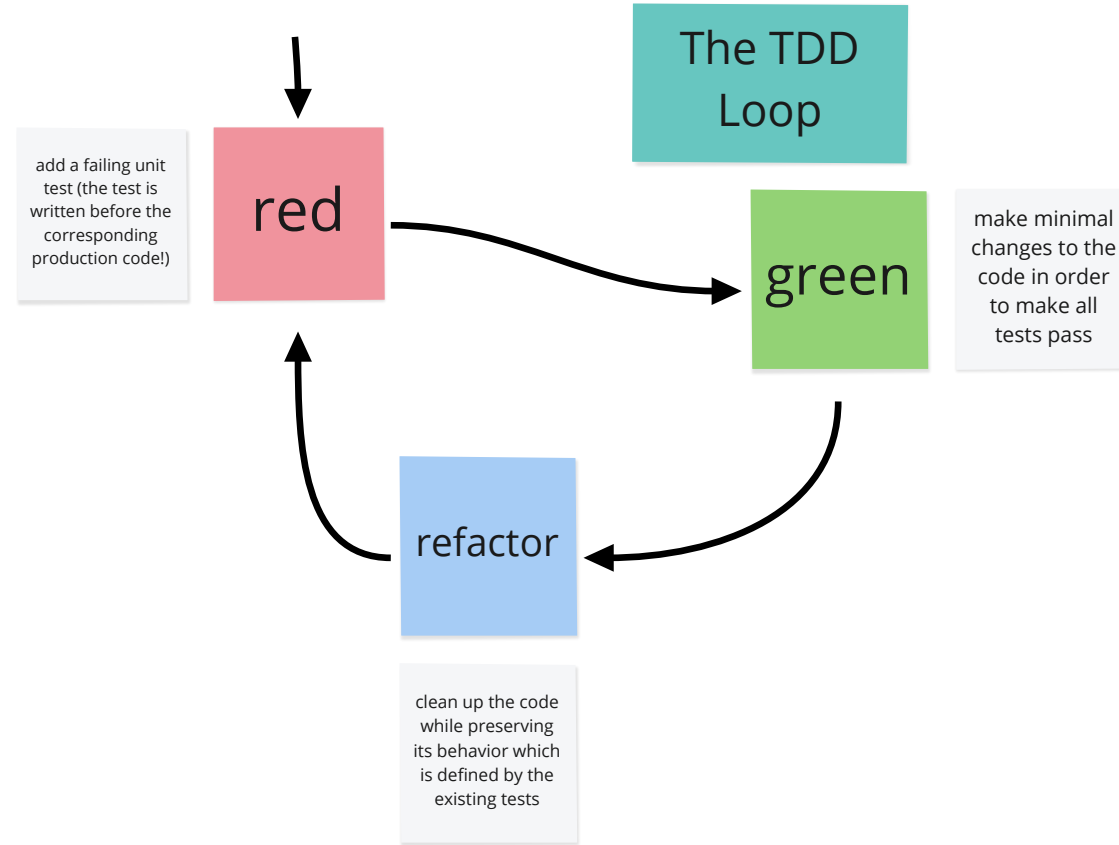 The TDD
Loop
add a failing unit
test (the test is
written before the
corresponding
production code!)
red
green
make minimal
changes to the
code in order
to make all
tests pass
refactor
clean up the code
while preserving
its behavior which
is defined by the
existing tests